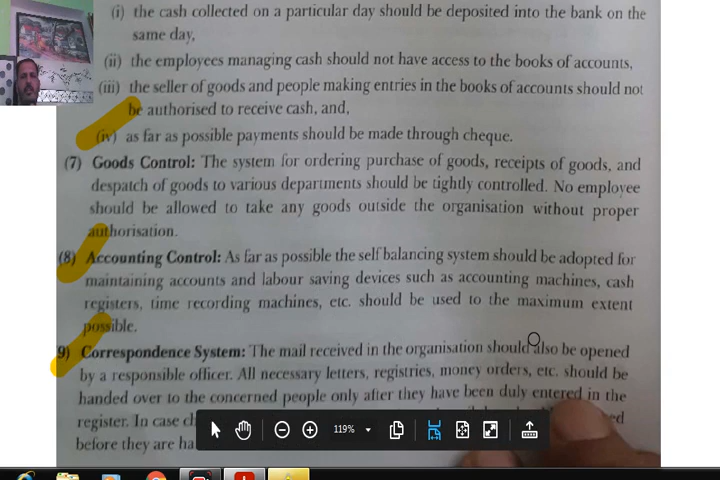 (i) the cash collected on a particular day should be deposited into the bank on the
same day,
(ii) the employees managing cash should not have access to the books of accounts,
(iii) the seller of goods and people making entries in the books of accounts should not
be authorised to receive cash, and,
(iv) as far as possible payments should be made through cheque.
(7) Goods Control: The system for ordering purchase of goods, receipts of goods, and
despatch of goods to various departments should be tightly controlled. No employee
should be allowed to take any goods outside the organisation without proper
authorisation.
(8) Accounting Control: As far as possible the self balancing system should be adopted for
maintaining accounts and labour saving devices such as accounting machines, cash
registers, time recording machines, etc. should be used to the maximum extent
possible.
9) Correspondence System: The mail received in the organisation should also be opened
by a responsible officer. All necessary letters, registries, money orders, etc. should be
handed over to the concerned people only after they have been duly entered in the
register. In case ch
before they are ha
119%